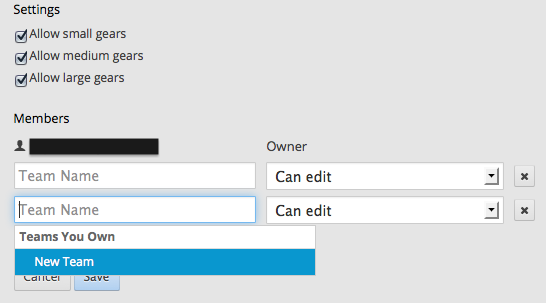 Settings
Allow small gears
Allow medium gears
Allow large gears
Members
Owner
Team Name Can edit
Team Name Can edit
Teams You Own
New Team
Cancel Save